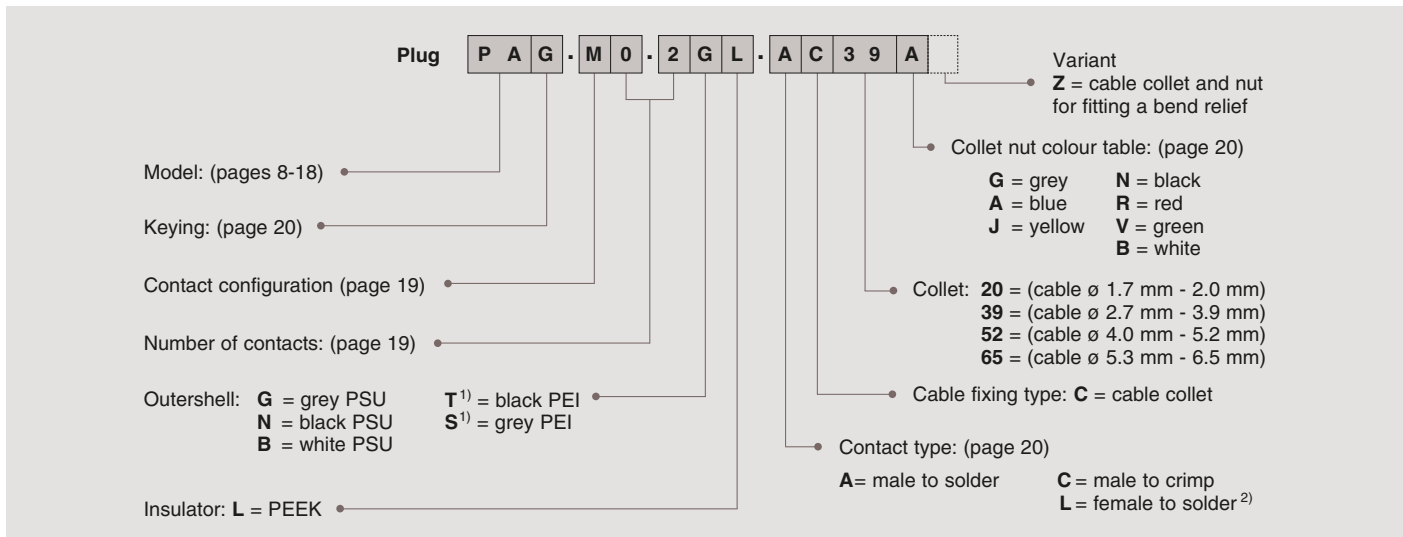 Plug PAG.M0.2GL.AC39A
Variant
Z = cable collet and nut
for fitting a bend relief
Collet nut colour table: (page 20)
G = grey N = black
A = blue R = red
J = yellow V = green
B = white
Model: (pages 8-18)
Keying: (page 20)
Contact configuration (page 19)
Collet: 20 = (cable ø 1.7 mm - 2.0 mm)
39 = (cable ø 2.7 mm - 3.9 mm)
52 = (cable ø 4.0 mm - 5.2 mm)
65 = (cable ø 5.3 mm - 6.5 mm)
Number of contacts: (page 19)
Outershell: G = grey PSU T1) = black PEI
N = black PSU S1) = grey PEI
B = white PSU
Cable fixing type: C = cable collet
Contact type: (page 20)
A= male to solder C = male to crimp
L = female to solder 2)
Insulator: L = PEEK